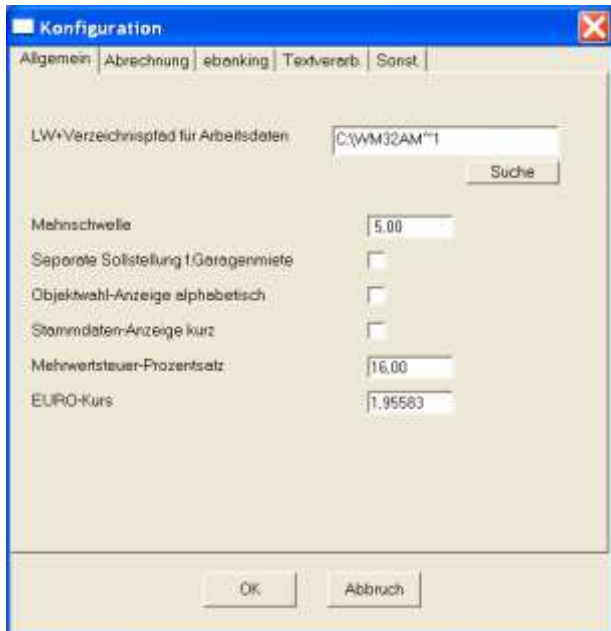 Konfiguration
Allgemein Abrechnung ebanking Textverarb. Sonst.
LW+Verzeichnispfad für Arbeitsdaten C:\WM32AM~1
Suche
Mahnschwelle 5,00
Separate Sollstellung f.Garagenmiete
Objektwahl-Anzeige alphabetisch
Stammdaten-Anzeige kurz
Mehrwertsteuer-Prozentsatz 16,00
EURO-Kurs 1,95583
OK Abbruch